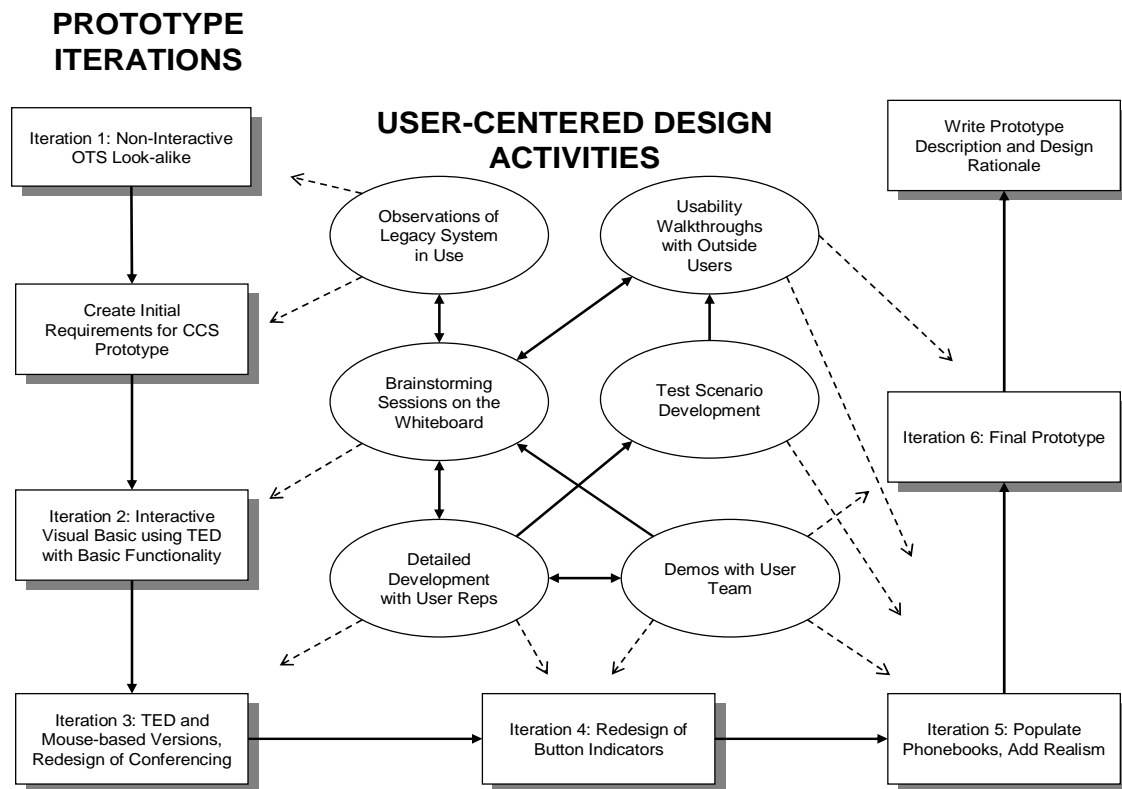 PROTOTYPE
ITERATIONS
USER-CENTERED DESIGN
ACTIVITIES
Iteration 1: Non-Interactive
OTS Look-alike
Create Initial
Requirements for CCS
Prototype
Iteration 2: Interactive
Visual Basic using TED
with Basic Functionality
Iteration 3: TED and
Mouse-based Versions,
Redesign of Conferencing
Observations of
Legacy System
in Use
Usability
Walkthroughs
with Outside
Users
Brainstorming
Sessions on the
Whiteboard
Test Scenario
Development
Detailed
Development
with User Reps
Demos with User
Team
Iteration 4: Redesign of
Button Indicators
Iteration 5: Populate
Phonebooks, Add Realism
Iteration 6: Final Prototype
Write Prototype
Description and Design
Rationale